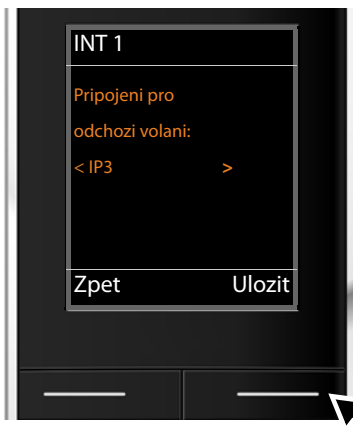 INT 1
Pripojeni pro
odchozi volani:
< IP3 >
Zpet Ulozit